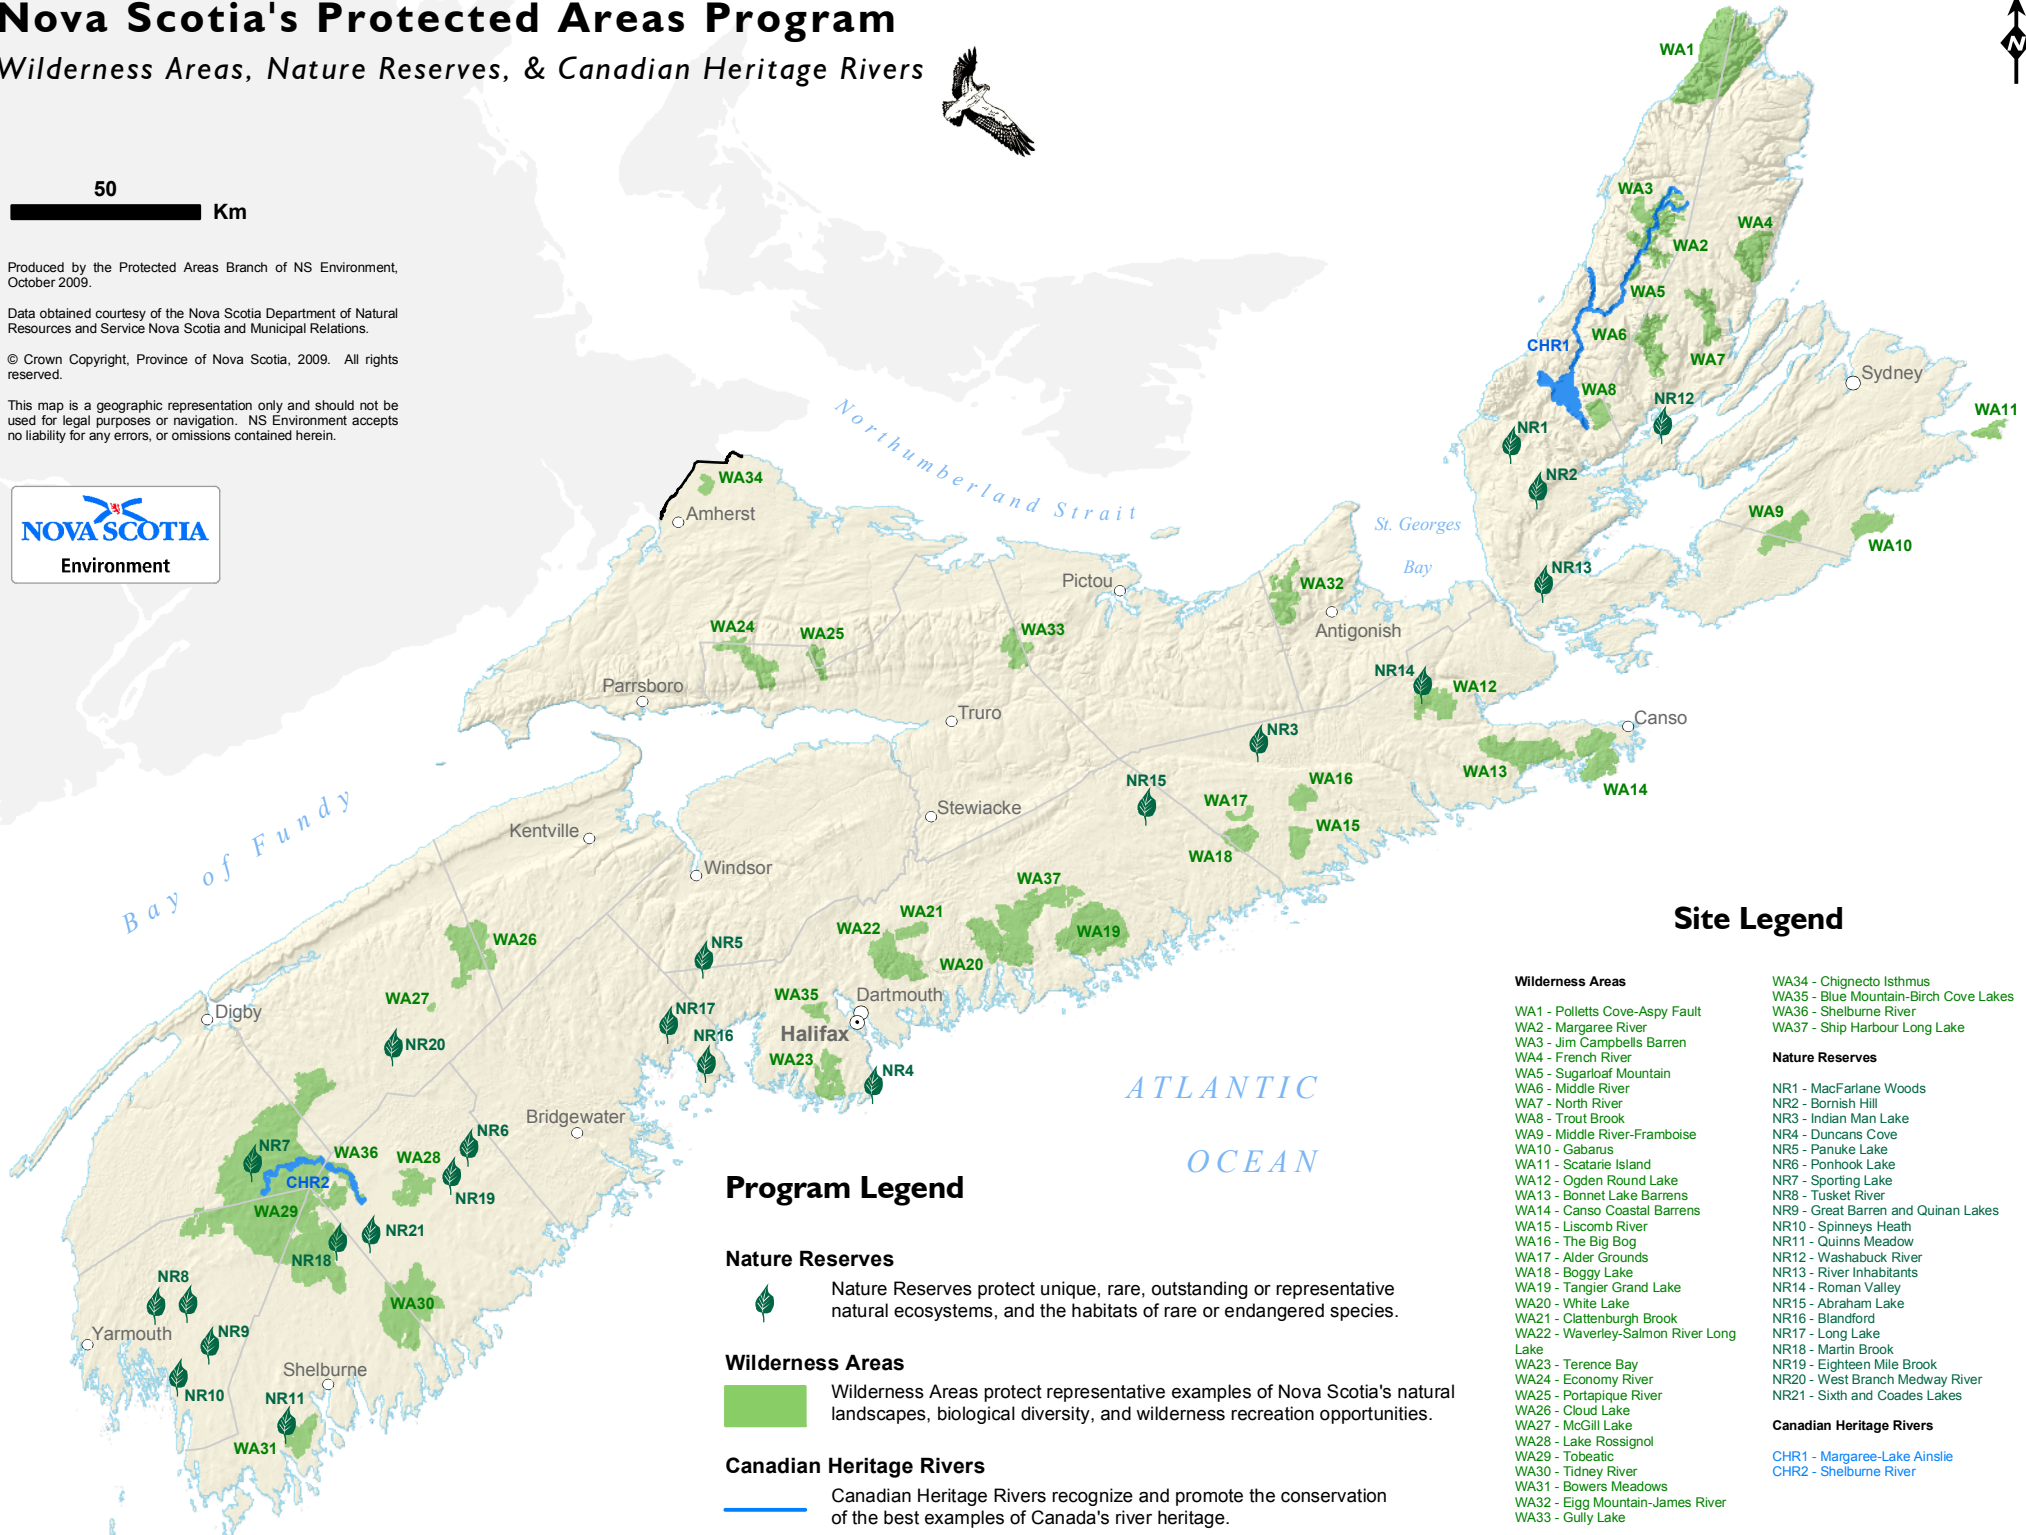 Nova Scotia's Protected Areas Program
Wilderness Areas, Nature Reserves, & Canadian Heritage Rivers
N
50
Km
Produced by the Protected Areas Branch of NS Environment,
October 2009.
Data obtained courtesy of the Nova Scotia Department of Natural
Resources and Service Nova Scotia and Municipal Relations.
© Crown Copyright, Province of Nova Scotia, 2009. All rights
reserved.
This map is a geographic representation only and should not be
used for legal purposes or navigation. NS Environment accepts
no liability for any errors, or omissions contained herein.
NOVA SCOTIA
Environment
WA1
WA3
WA4
WA2
WA5
WA6
CHR1
WA7
WA8
Sydney
NR12
WA11
NR1
NR2
Northumberland Strait
WA34
Amherst
St. Georges
Bay
WA9
WA10
NR13
Pictou
WA32
Antigonish
WA24
WA25
WA33
NR14
WA12
Parrsboro
Truro
Canso
NR3
WA13
WA14
NR15
WA16
WA17
WA15
WA18
Stewiacke
Kentville
Windsor
Bay of Fundy
WA37
WA21
WA22
WA19
WA20
WA26
NR5
WA27
WA35
Dartmouth
Digby
NR17
Halifax
NR16
NR20
WA23
NR4
ATLANTIC
OCEAN
Bridgewater
NR6
NR7
WA36
WA28
CHR2
NR19
WA29
NR21
NR18
NR8
WA30
Yarmouth
NR9
Shelburne
NR10
NR11
WA31
Program Legend
Nature Reserves
Nature Reserves protect unique, rare, outstanding or representative
natural ecosystems, and the habitats of rare or endangered species.
Wilderness Areas
Wilderness Areas protect representative examples of Nova Scotia's natural
landscapes, biological diversity, and wilderness recreation opportunities.
Canadian Heritage Rivers
Canadian Heritage Rivers recognize and promote the conservation
of the best examples of Canada's river heritage.
Site Legend
Wilderness Areas
WA1 - Polletts Cove-Aspy Fault
WA2 - Margaree River
WA3 - Jim Campbells Barren
WA4 - French River
WA5 - Sugarloaf Mountain
WA6 - Middle River
WA7 - North River
WA8 - Trout Brook
WA9 - Middle River-Framboise
WA10 - Gabarus
WA11 - Scatarie Island
WA12 - Ogden Round Lake
WA13 - Bonnet Lake Barrens
WA14 - Canso Coastal Barrens
WA15 - Liscomb River
WA16 - The Big Bog
WA17 - Alder Grounds
WA18 - Boggy Lake
WA19 - Tangier Grand Lake
WA20 - White Lake
WA21 - Clattenburgh Brook
WA22 - Waverley-Salmon River Long
Lake
WA23 - Terence Bay
WA24 - Economy River
WA25 - Portapique River
WA26 - Cloud Lake
WA27 - McGill Lake
WA28 - Lake Rossignol
WA29 - Tobeatic
WA30 - Tidney River
WA31 - Bowers Meadows
WA32 - Eigg Mountain-James River
WA33 - Gully Lake
WA34 - Chignecto Isthmus
WA35 - Blue Mountain-Birch Cove Lakes
WA36 - Shelburne River
WA37 - Ship Harbour Long Lake
Nature Reserves
NR1 - MacFarlane Woods
NR2 - Bornish Hill
NR3 - Indian Man Lake
NR4 - Duncans Cove
NR5 - Panuke Lake
NR6 - Ponhook Lake
NR7 - Sporting Lake
NR8 - Tusket River
NR9 - Great Barren and Quinan Lakes
NR10 - Spinneys Heath
NR11 - Quinns Meadow
NR12 - Washabuck River
NR13 - River Inhabitants
NR14 - Roman Valley
NR15 - Abraham Lake
NR16 - Blandford
NR17 - Long Lake
NR18 - Martin Brook
NR19 - Eighteen Mile Brook
NR20 - West Branch Medway River
NR21 - Sixth and Coades Lakes
Canadian Heritage Rivers
CHR1 - Margaree-Lake Ainslie
CHR2 - Shelburne River